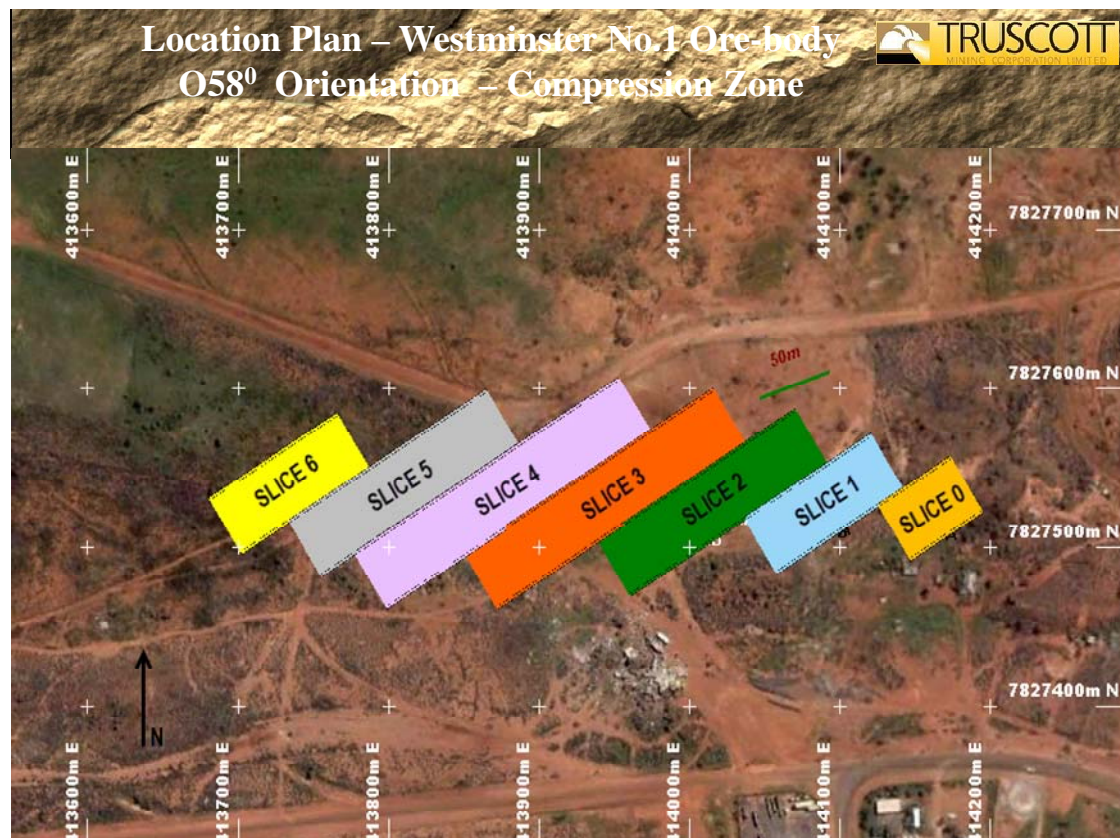 Location Plan – Westminster No.1 Ore-body
O58⁰ Orientation – Compression Zone
TRUSCOTT
MINING CORPORATION LIMITED
413600m E
413700m E
413800m E
413900m E
414000m E
414100m E
414200m E
7827700m N
50m
7827600m N
SLICE 6
SLICE 5
SLICE 4
SLICE 3
SLICE 2
SLICE 1
SLICE 0
7827500m N
7827400m N
N
413600m E
413700m E
413800m E
413900m E
414000m E
414100m E
414200m E